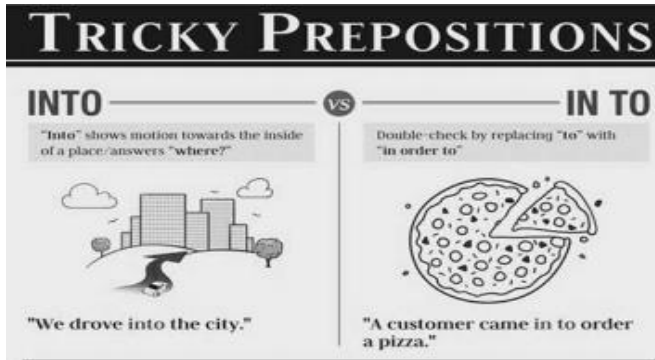 TRICKY PREPOSITIONS
INTO VS IN TO
"Into" shows motion towards the inside
of a place/answers "where?"
Double-check by replacing "to" with
"in order to"
"We drove into the city."
"A customer came in to order
a pizza."